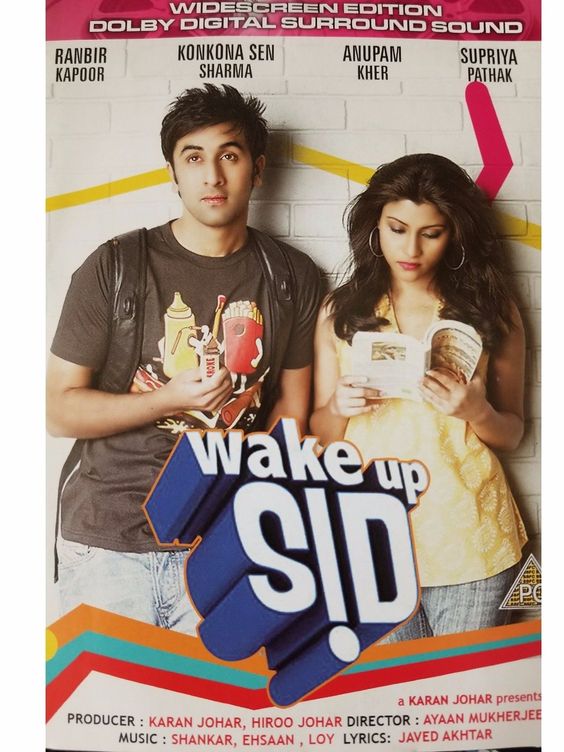 WIDESCREEN EDITION
DOLBY DIGITAL SURROUND SOUND
RANBIR KAPOOR
KONKONA SEN SHARMA
ANUPAM KHER
SUPRIYA PATHAK
wake up
SID
PG
a KARAN JOHAR presents
PRODUCER : KARAN JOHAR, HIROO JOHAR DIRECTOR : AYAAN MUKHERJEE
MUSIC : SHANKAR, EHSAAN , LOY LYRICS: JAVED AKHTAR